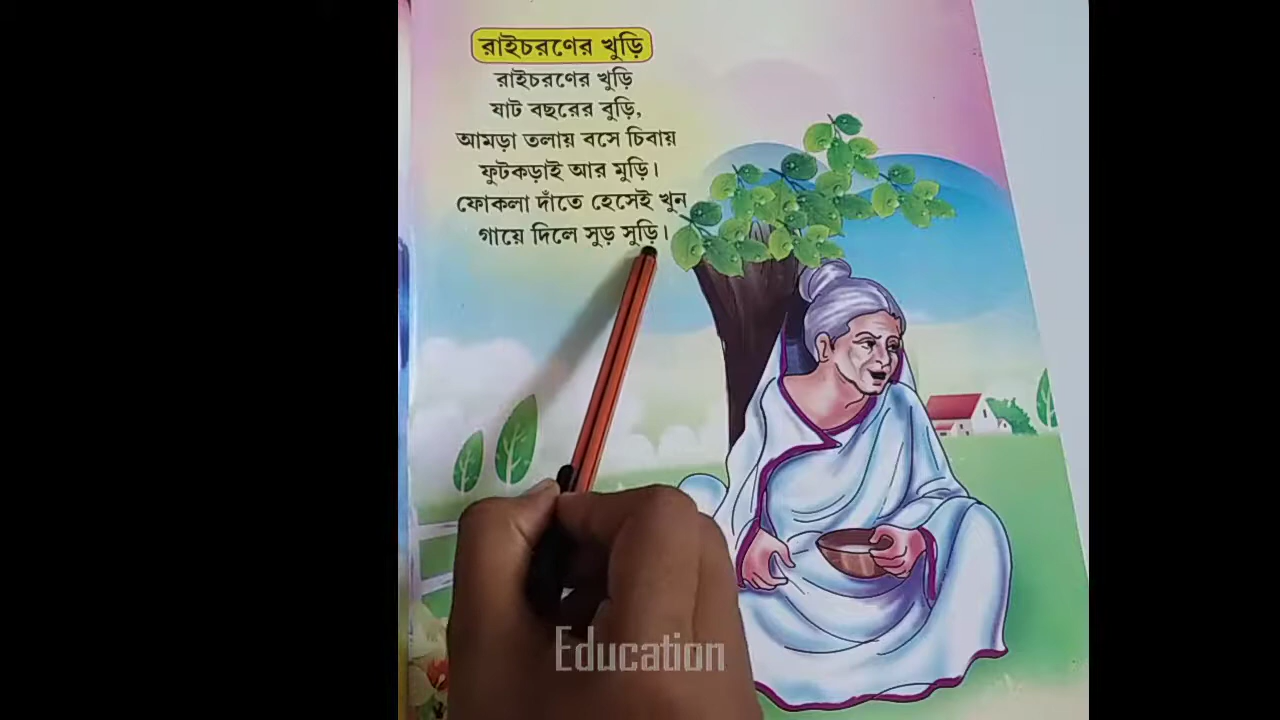 রাইচরণের খুড়ি
রাইচরণের খুড়ি
ষাট বছরের বুড়ি,
আমড়া তলায় বসে চিবায়
ফুটকড়াই আর মুড়ি।
ফোকলা দাঁতে হেসেই খুন
গায়ে দিলে সুড় সুড়ি।
Education